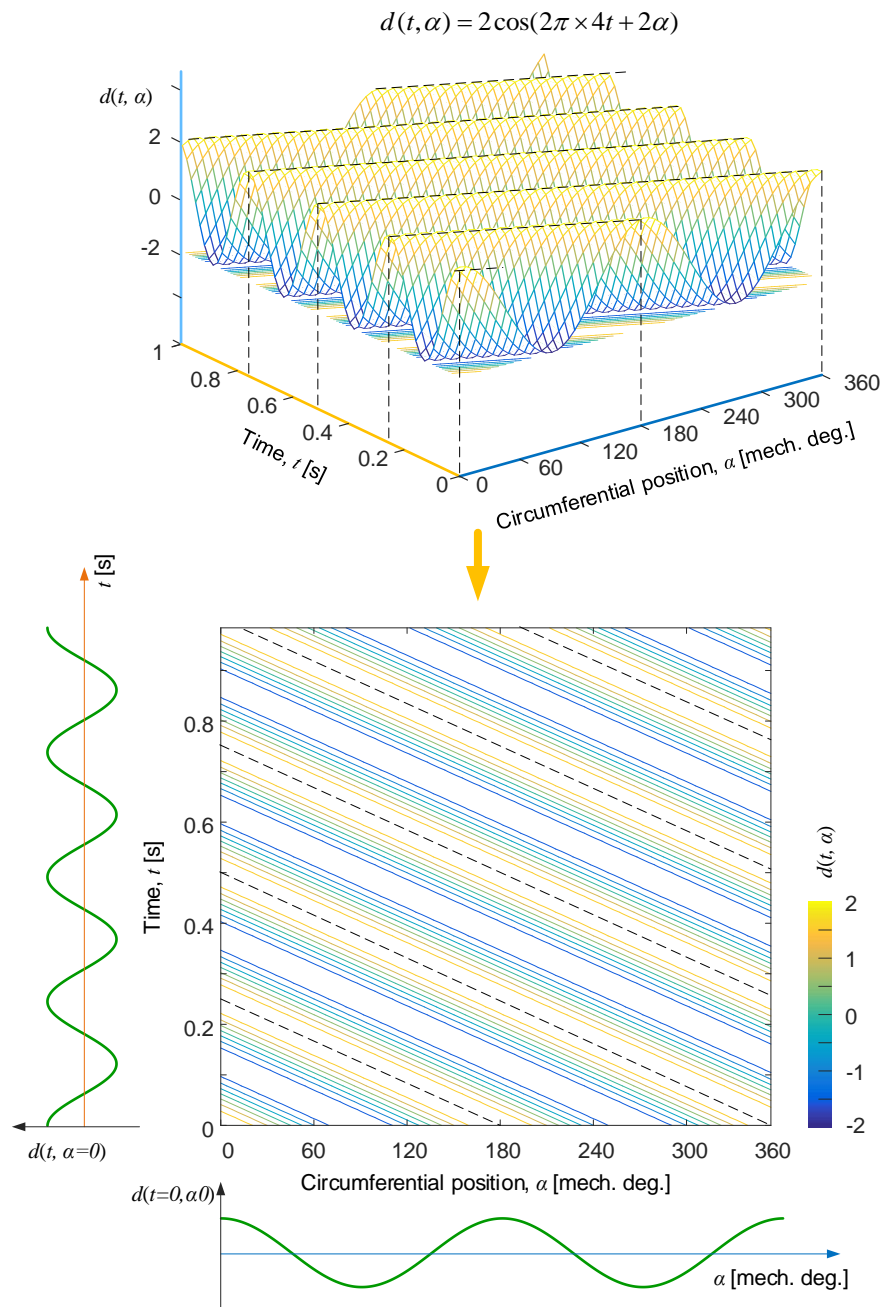 d(t,α) = 2cos(2π×4t+2α)
d(t, α)
2
0
-2
1
0.8
0.6
0.4
0.2
0
Time, t [s]
0
60
120
180
240
300
360
Circumferential position, α [mech. deg.]
t [s]
d(t, α=0)
Time, t [s]
0.8
0.6
0.4
0.2
0
0 60 120 180 240 300 360
Circumferential position, α [mech. deg.]
d(t, α)
2
1
0
-1
-2
d(t=0,α0)
α [mech. deg.]